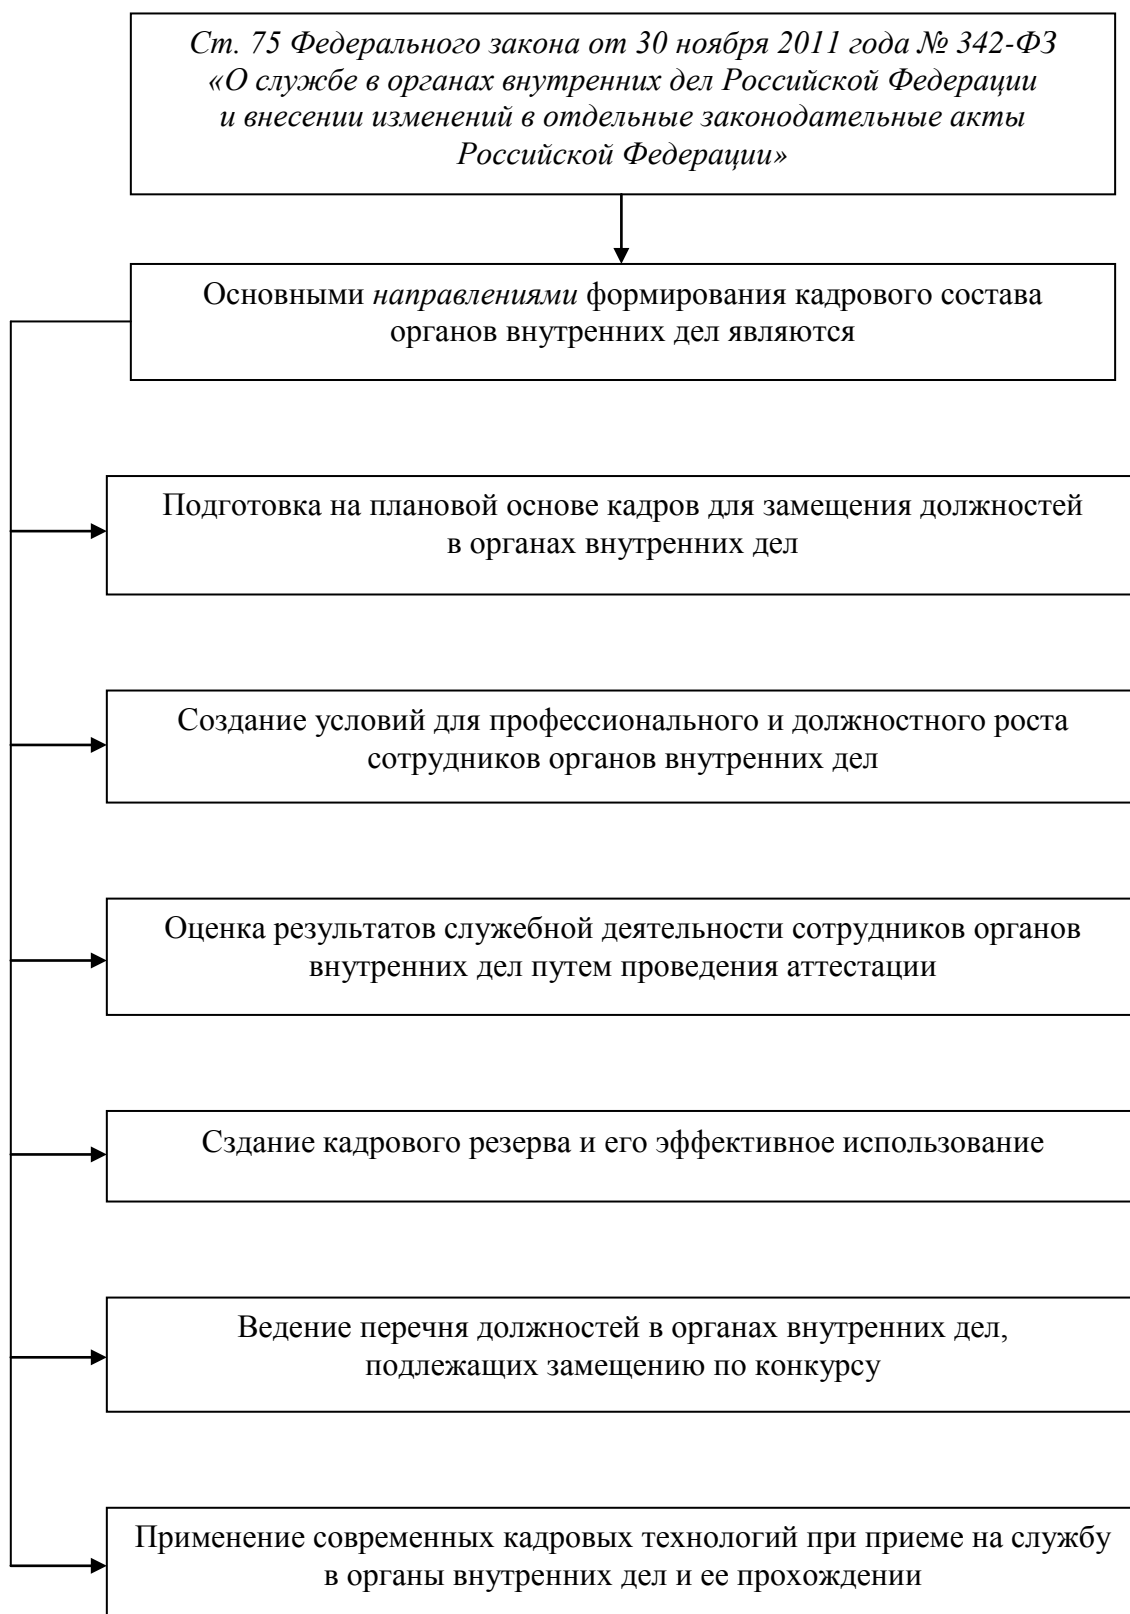 Ст. 75 Федерального закона от 30 ноября 2011 года № 342-ФЗ
«О службе в органах внутренних дел Российской Федерации
и внесении изменений в отдельные законодательные акты
Российской Федерации»
Основными направлениями формирования кадрового состава
органов внутренних дел являются
Подготовка на плановой основе кадров для замещения должностей
в органах внутренних дел
Создание условий для профессионального и должностного роста
сотрудников органов внутренних дел
Оценка результатов служебной деятельности сотрудников органов
внутренних дел путем проведения аттестации
Сздание кадрового резерва и его эффективное использование
Ведение перечня должностей в органах внутренних дел,
подлежащих замещению по конкурсу
Применение современных кадровых технологий при приеме на службу
в органы внутренних дел и ее прохождении